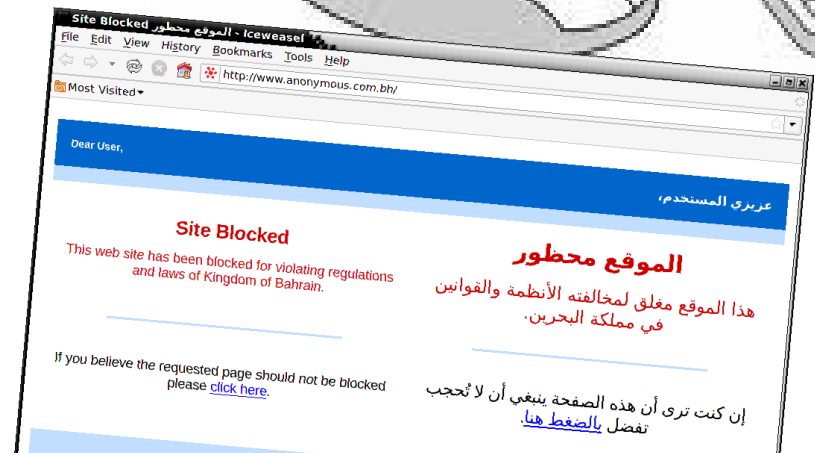 Site Blocked الموقع محظور - Iceweasel
File Edit View History Bookmarks Tools Help
http://www.anonymous.com.bh/
Most Visited
Dear User,
عزيزي المستخدم،
Site Blocked
This web site has been blocked for violating regulations
and laws of Kingdom of Bahrain.
الموقع محظور
هذا الموقع مغلق لمخالفته الأنظمة والقوانين
في مملكة البحرين.
If you believe the requested page should not be blocked
please click here.
إن كنت ترى أن هذه الصفحة ينبغي أن لا تُحجب
تفضل بالضغط هنا.